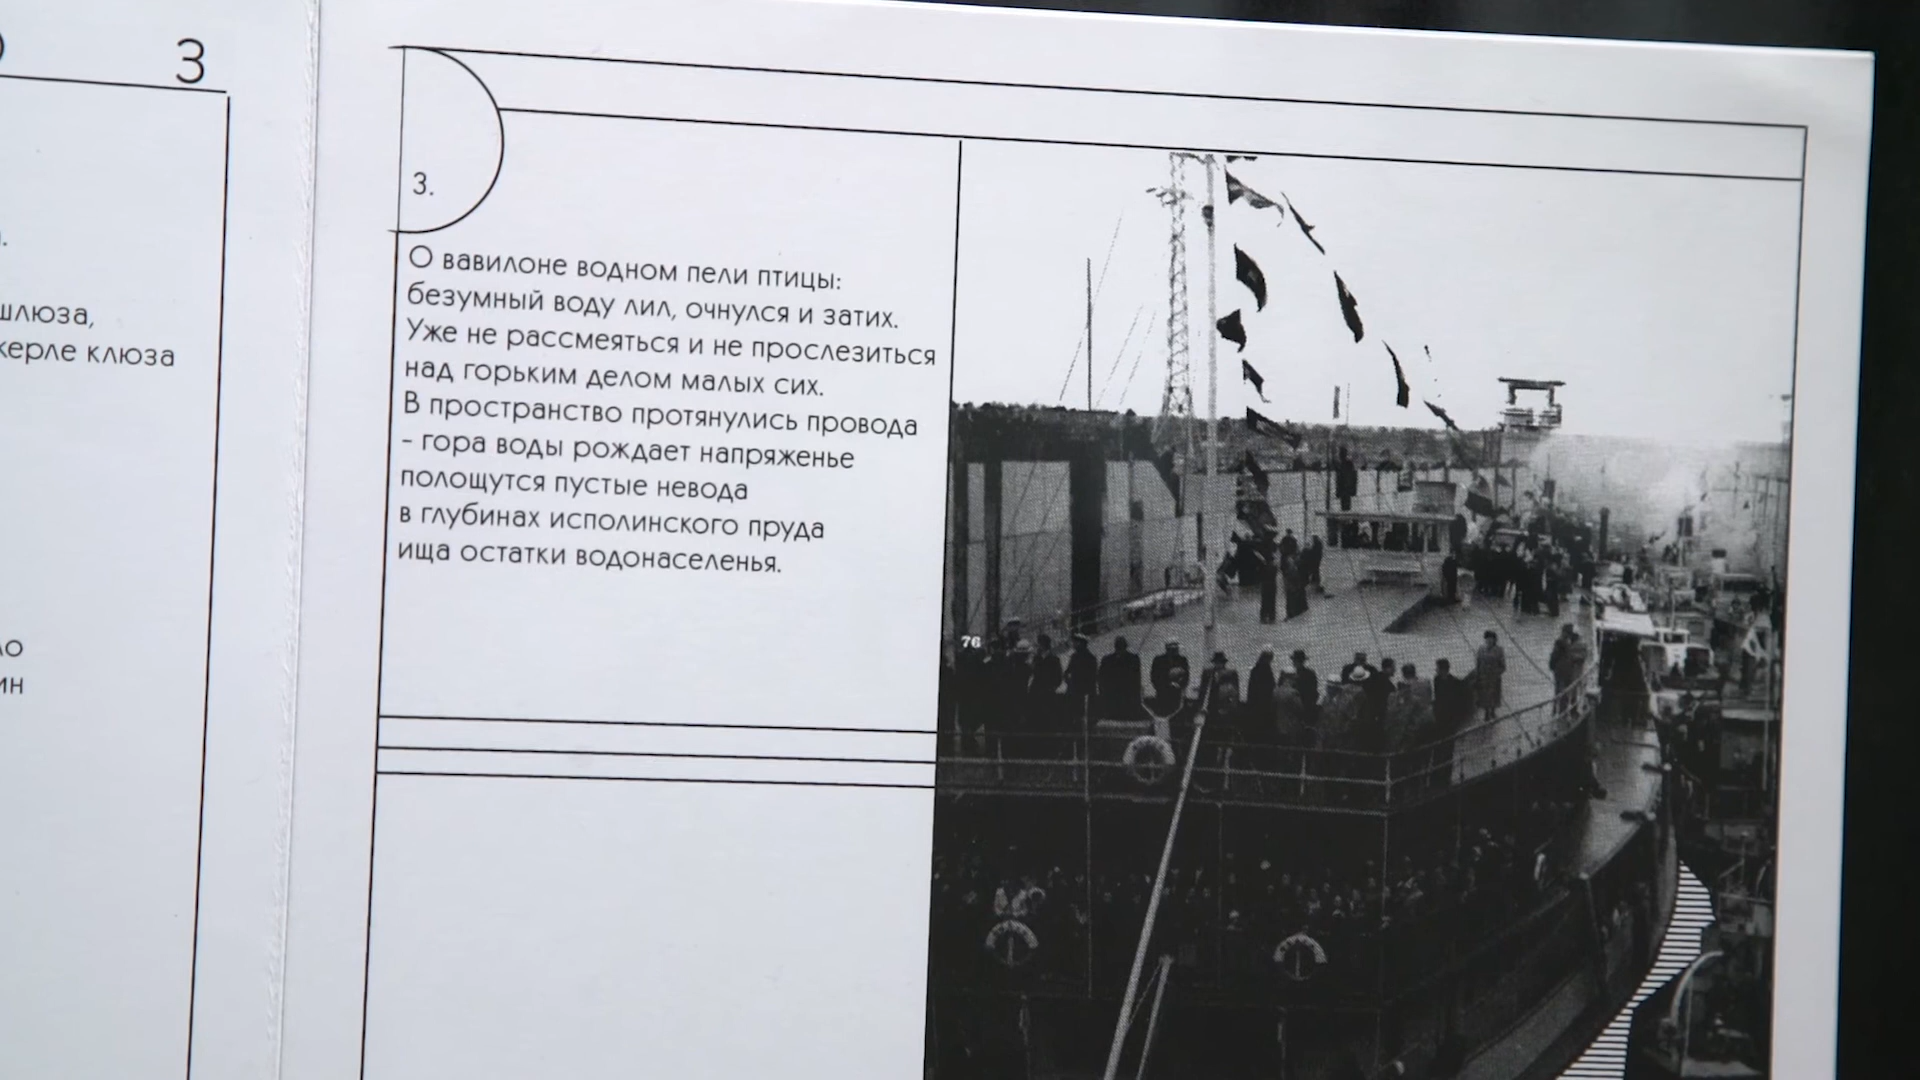 3
шлюза,
керле клюза
3.
О вавилоне водном пели птицы:
безумный воду лил, очнулся и затих.
Уже не рассмеяться и не прослезиться
над горьким делом малых сих.
В пространство протянулись провода
– гора воды рождает напряженье
полощутся пустые невода
в глубинах исполинского пруда
ища остатки водонаселенья.
76